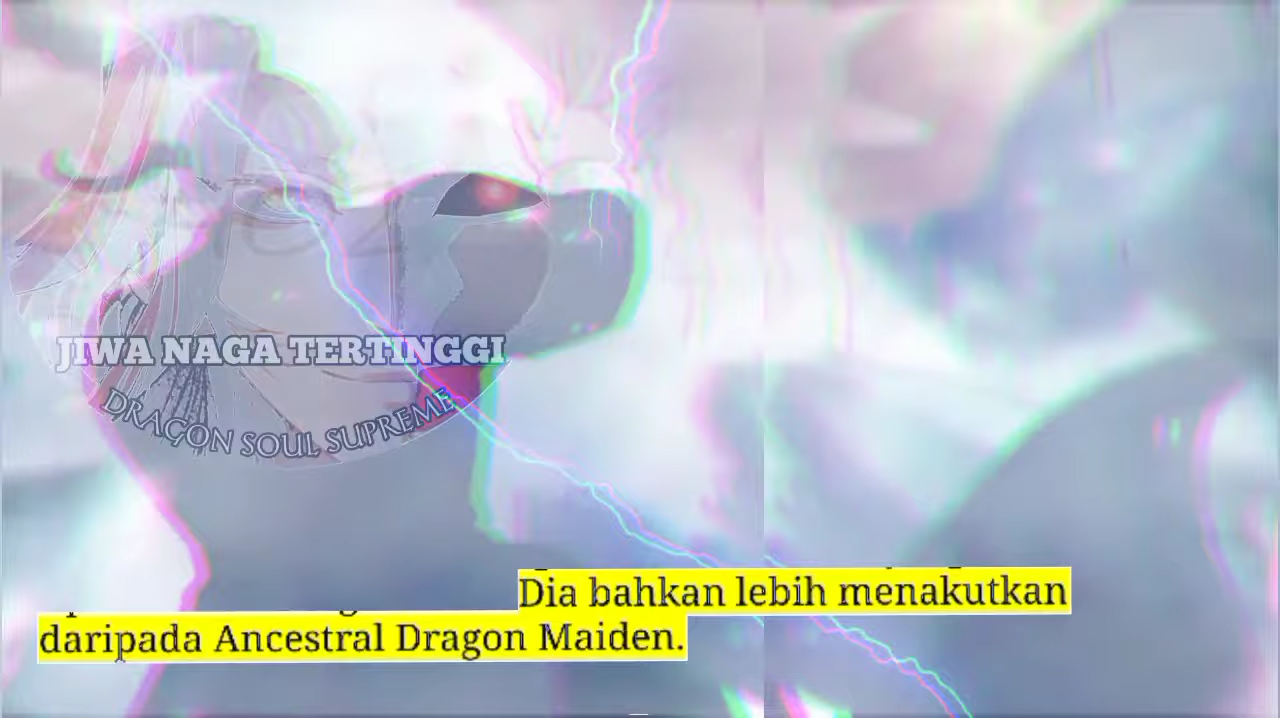 JIWA NAGA TERTINGGI
DRAGON SOUL SUPREME
Dia bahkan lebih menakutkan
daripada Ancestral Dragon Maiden.